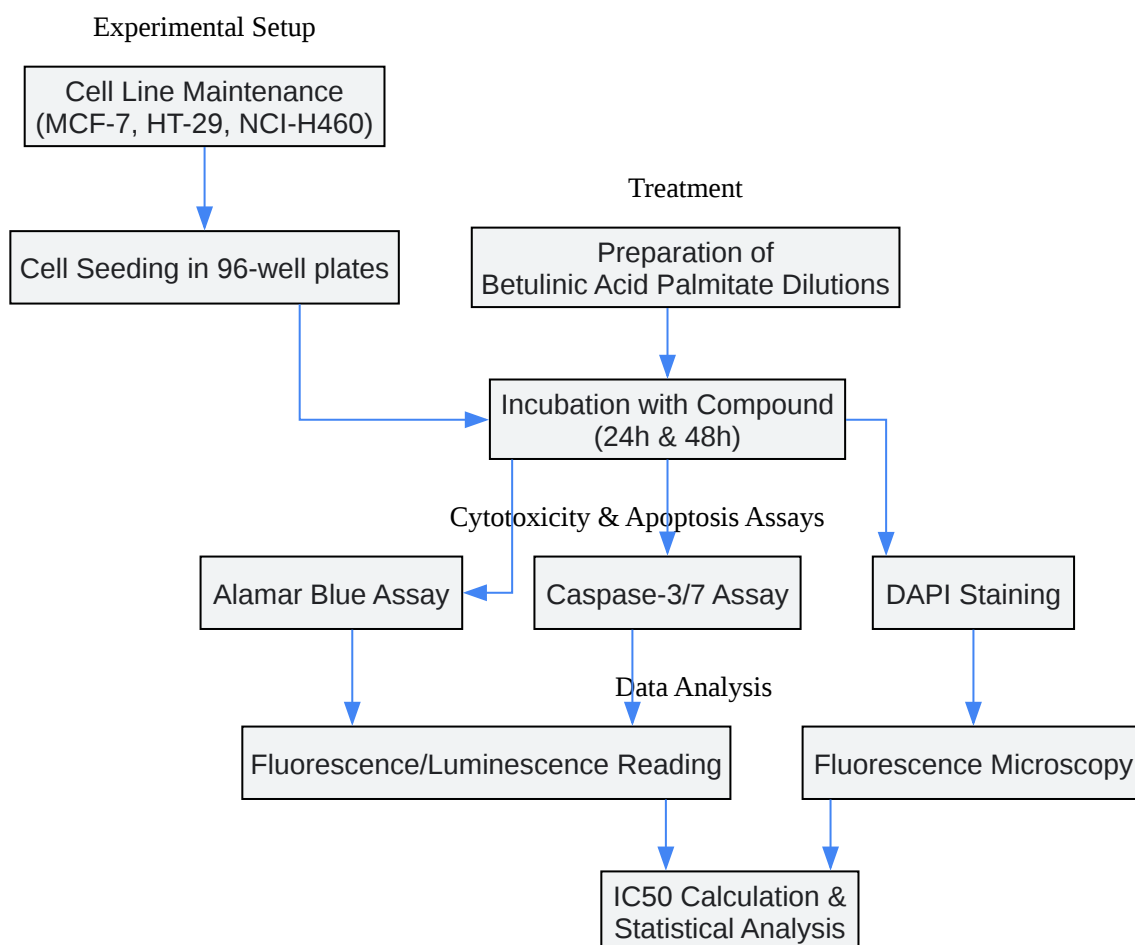 Experimental Setup
Cell Line Maintenance
(MCF-7, HT-29, NCI-H460)
Treatment
Cell Seeding in 96-well plates
Preparation of
Betulinic Acid Palmitate Dilutions
Incubation with Compound
(24h & 48h)
Cytotoxicity & Apoptosis Assays
Alamar Blue Assay
Caspase-3/7 Assay
DAPI Staining
Data Analysis
Fluorescence/Luminescence Reading
Fluorescence Microscopy
IC50 Calculation &
Statistical Analysis